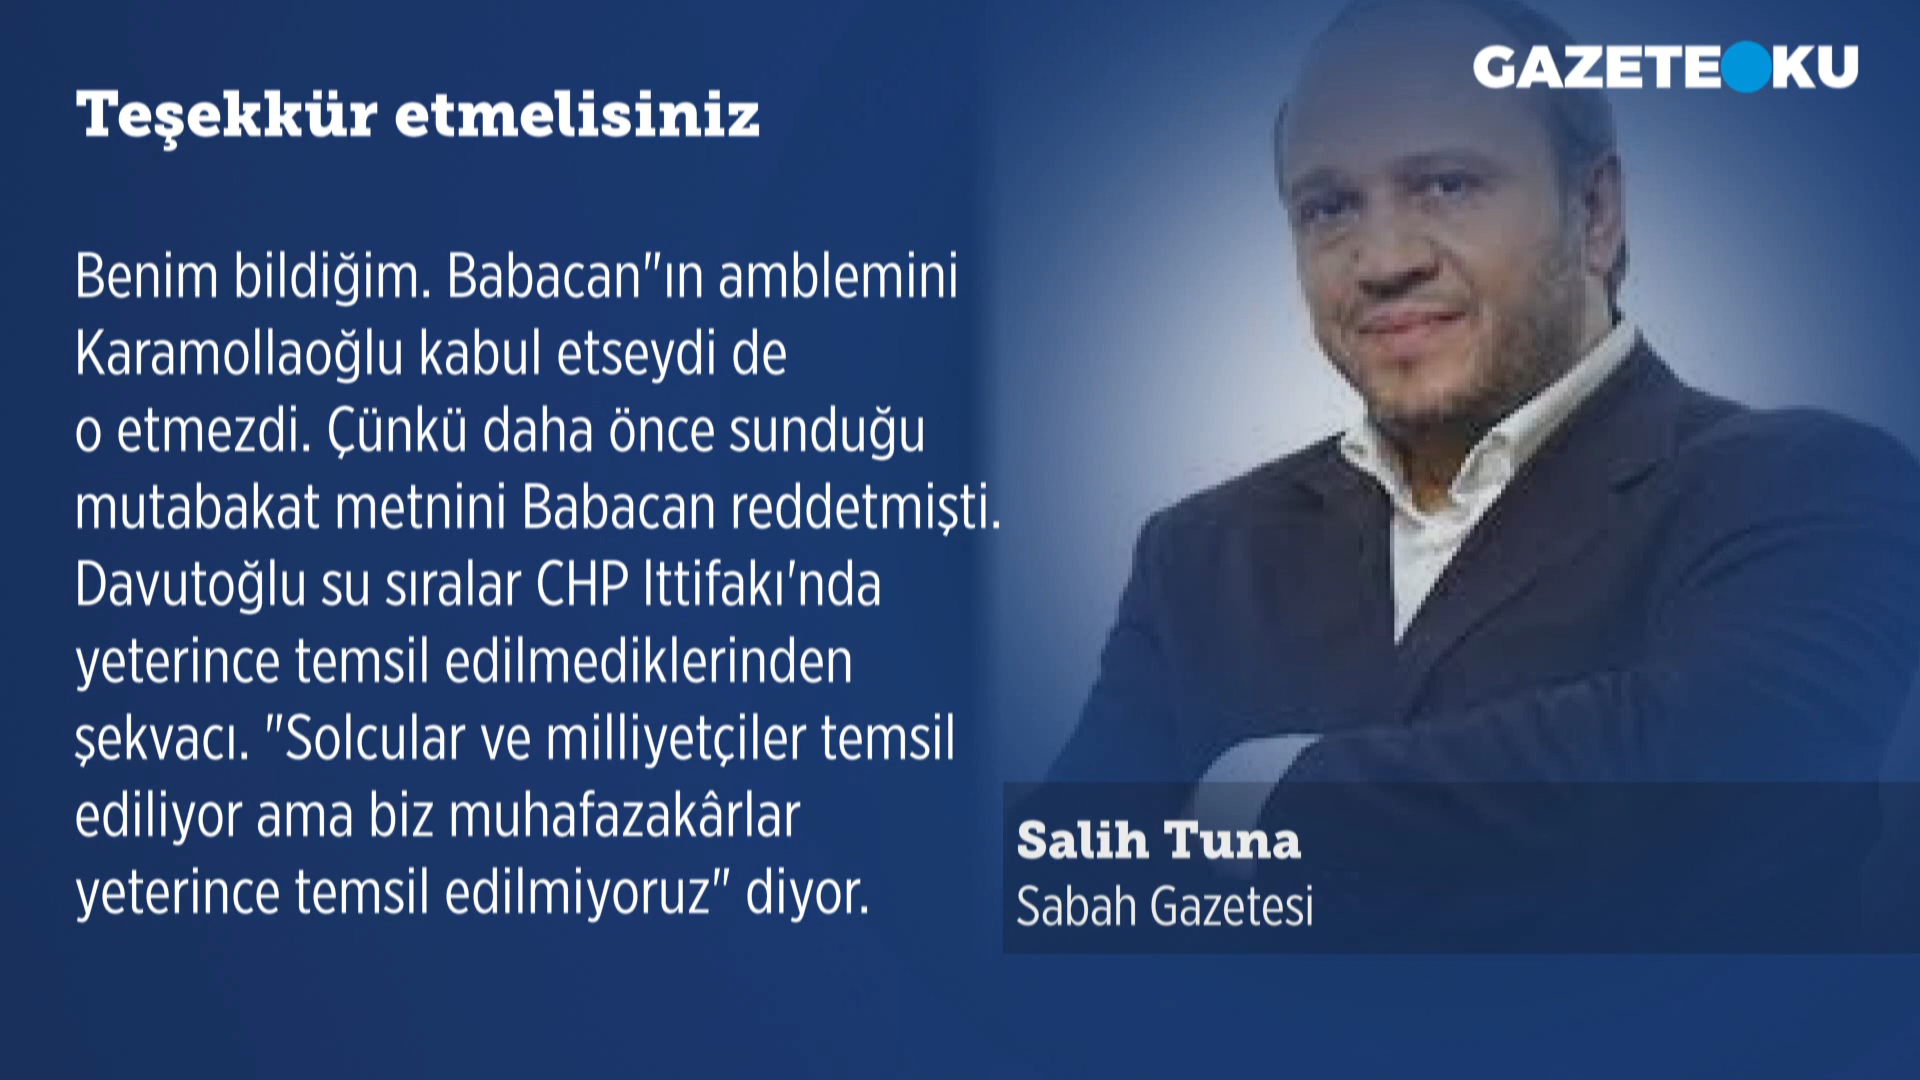 GAZETE OKU
Teşekkür etmelisiniz
Benim bildiğim. Babacan"ın amblemini
Karamollaoğlu kabul etseydi de
o etmezdi. Çünkü daha önce sunduğu
mutabakat metnini Babacan reddetmişti.
Davutoğlu su sıralar CHP Ittifakı'nda
yeterince temsil edilmediklerinden
şekvacı. "Solcular ve milliyetçiler temsil
ediliyor ama biz muhafazakârlar
yeterince temsil edilmiyoruz" diyor.
Salih Tuna
Sabah Gazetesi